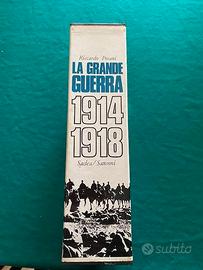 Riccardo Posani
LA GRANDE
GUERRA
1914
1918
Sadea/Sansoni
subito